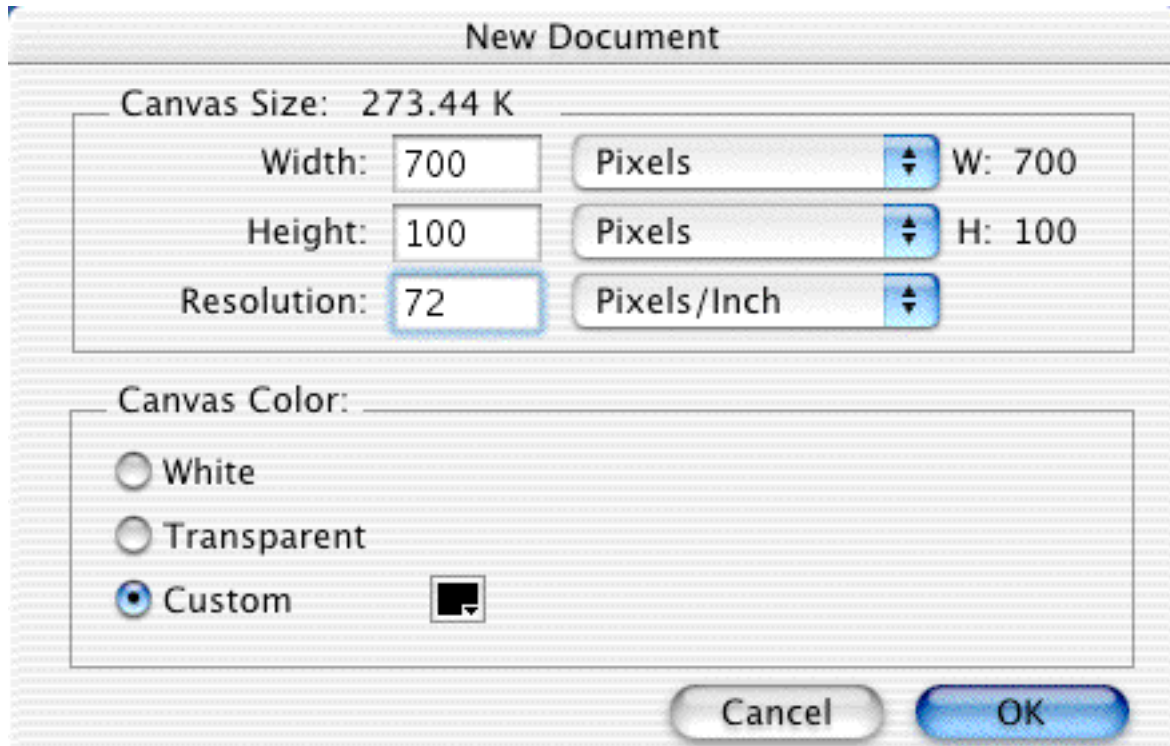 New Document
Canvas Size: 273.44 K
Width: 700 Pixels W: 700
Height: 100 Pixels H: 100
Resolution: 72 Pixels/Inch
Canvas Color:
White
Transparent
Custom
Cancel OK